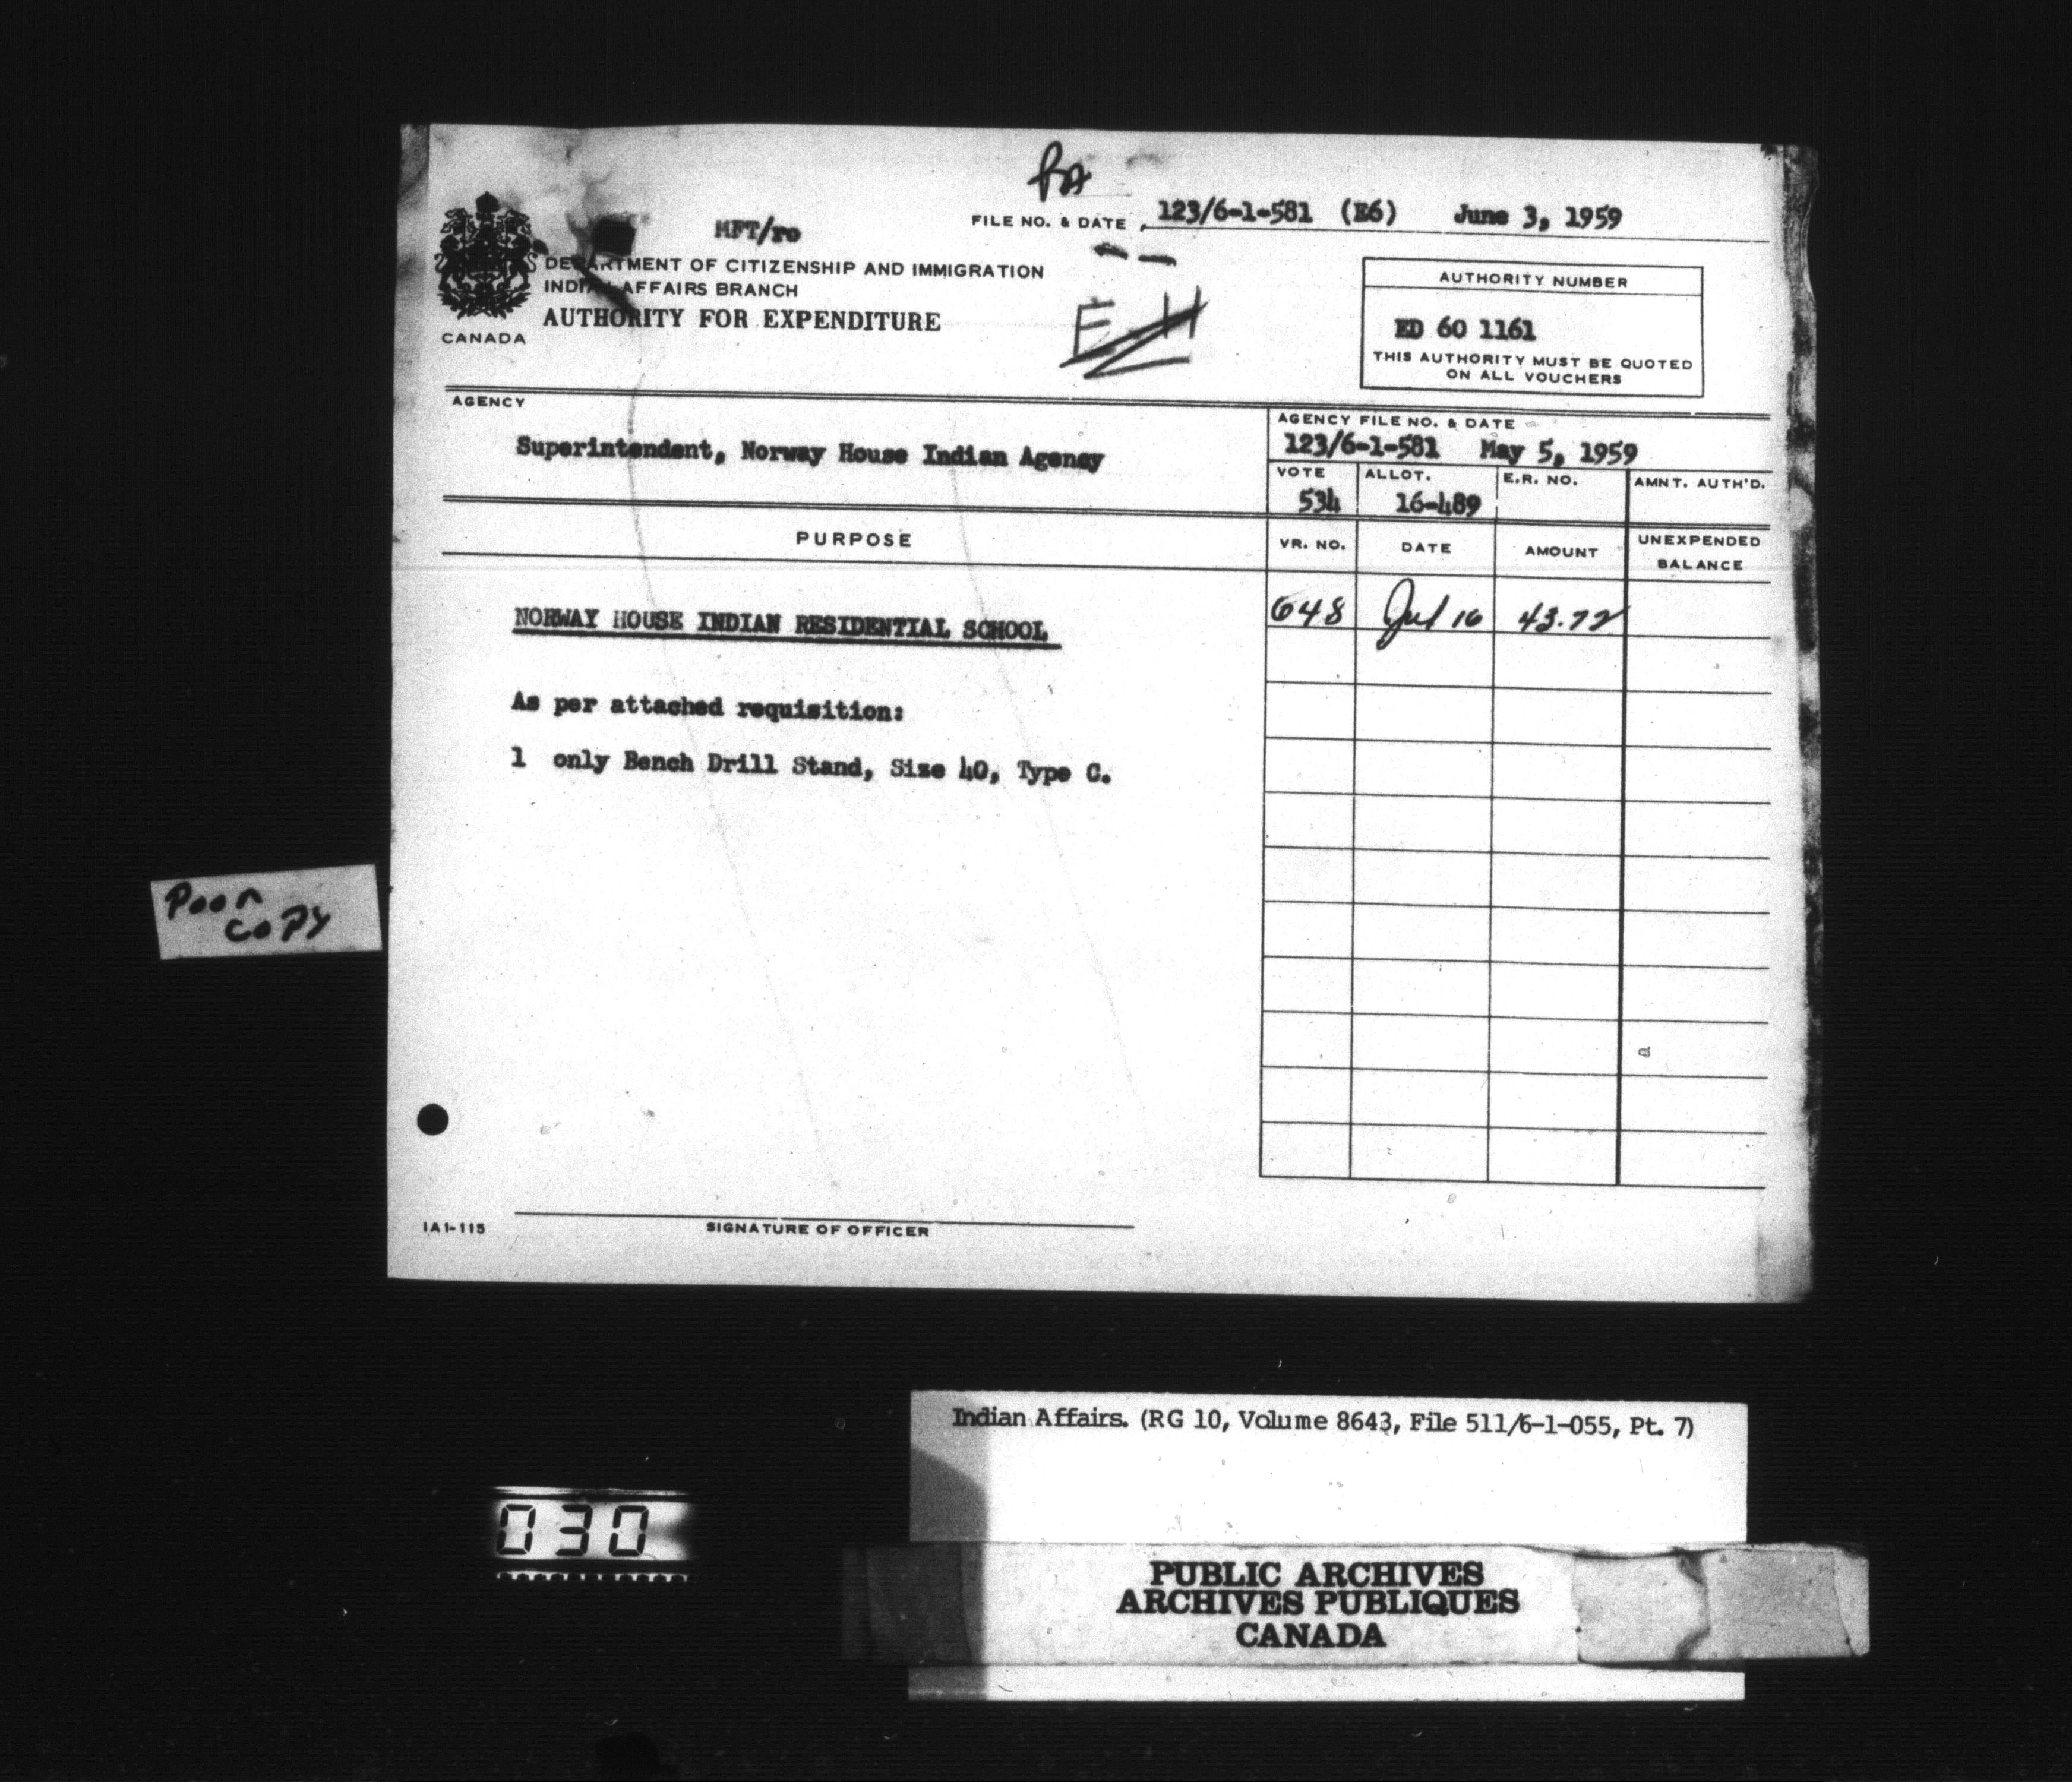 PA
MFT/ro
FILE NO. & DATE 123/6-1-581 (E6) June 3, 1959
DEPARTMENT OF CITIZENSHIP AND IMMIGRATION
INDIAN AFFAIRS BRANCH
AUTHORITY FOR EXPENDITURE
CANADA
AUTHORITY NUMBER
ED 60 1161
THIS AUTHORITY MUST BE QUOTED
ON ALL VOUCHERS
AGENCY
Superintendent, Norway House Indian Agency
AGENCY FILE NO. & DATE
123/6-1-581 May 5, 1959
VOTE ALLOT. E.R. NO. AMNT. AUTH'D.
534 16-489
PURPOSE
VR. NO. DATE AMOUNT UNEXPENDED
BALANCE
648 Jul 16 43.72
NORWAY HOUSE INDIAN RESIDENTIAL SCHOOL
As per attached requisition:
1 only Bench Drill Stand, Size 40, Type C.
Poor
copy
IA1-115
SIGNATURE OF OFFICER
Indian Affairs. (RG 10, Volume 8643, File 511/6-1-055, Pt. 7)
030
PUBLIC ARCHIVES
ARCHIVES PUBLIQUES
CANADA